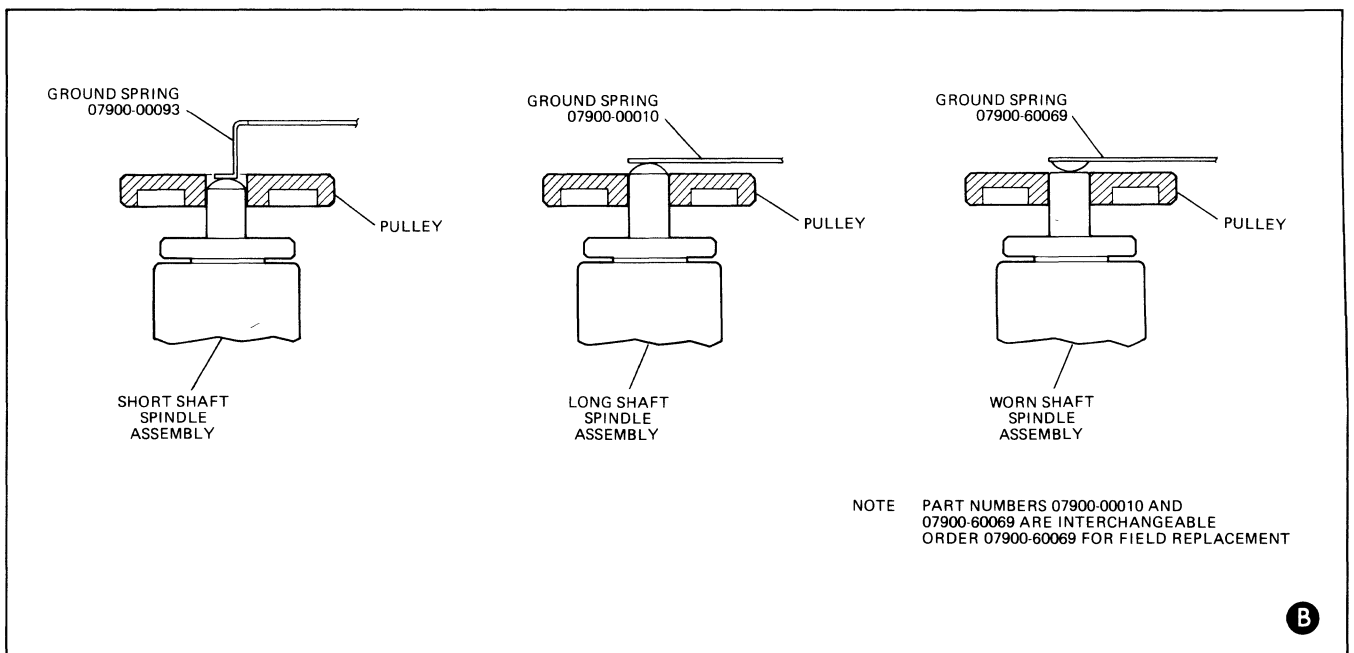 GROUND SPRING
07900-00093
PULLEY
SHORT SHAFT
SPINDLE
ASSEMBLY
GROUND SPRING
07900-00010
PULLEY
LONG SHAFT
SPINDLE
ASSEMBLY
GROUND SPRING
07900-60069
PULLEY
WORN SHAFT
SPINDLE
ASSEMBLY
NOTE PART NUMBERS 07900-00010 AND
07900-60069 ARE INTERCHANGEABLE
ORDER 07900-60069 FOR FIELD REPLACEMENT
B